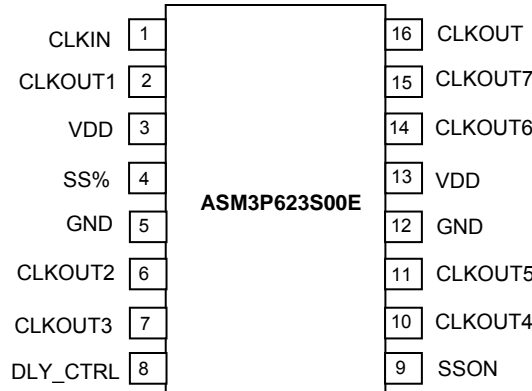 CLKIN 1 16 CLKOUT
CLKOUT1 2 15 CLKOUT7
VDD 3 14 CLKOUT6
SS% 4 13 VDD
ASM3P623S00E
GND 5 12 GND
CLKOUT2 6 11 CLKOUT5
CLKOUT3 7 10 CLKOUT4
DLY_CTRL 8 9 SSON